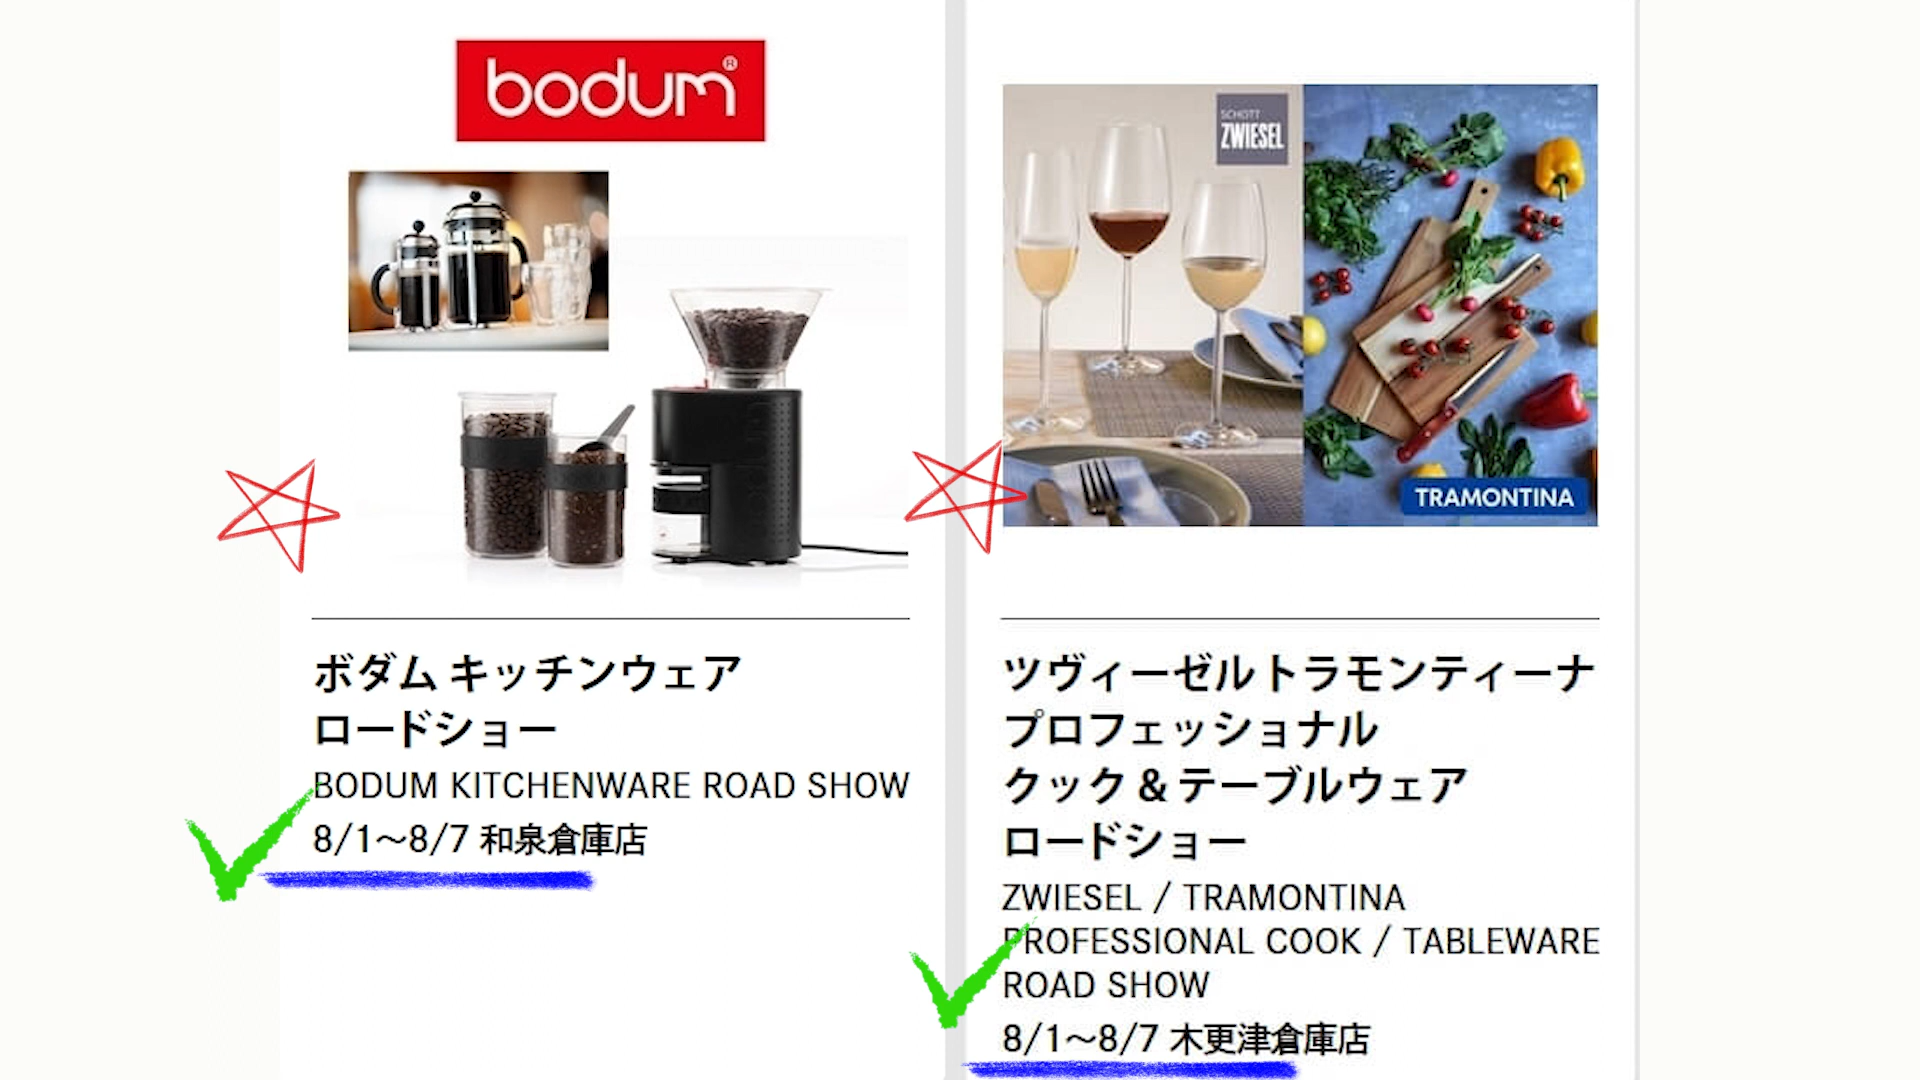 bodum®
ボダム キッチンウェア
ロードショー
BODUM KITCHENWARE ROAD SHOW
8/1～8/7 和泉倉庫店
SCHOTT
ZWIESEL
TRAMONTINA
ツヴィーゼル トラモンティーナ
プロフェッショナル
クック & テーブルウェア
ロードショー
ZWIESEL / TRAMONTINA
PROFESSIONAL COOK / TABLEWARE
ROAD SHOW
8/1～8/7 木更津倉庫店